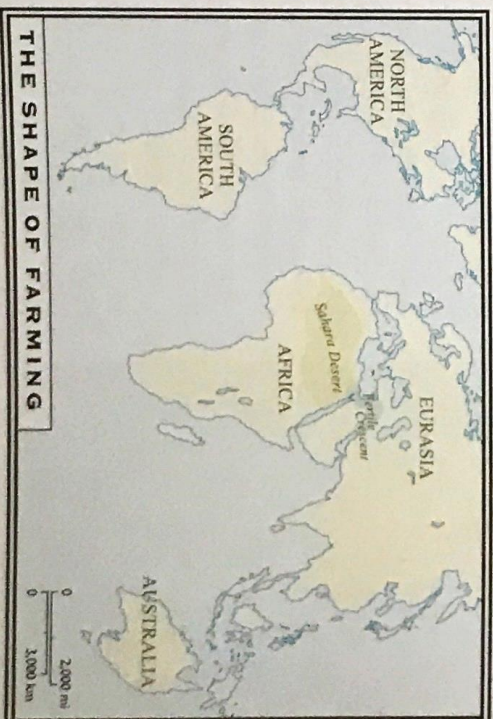 NORTH
AMERICA
EURASIA
Fertile
Crescent
Sahara Desert
AFRICA
SOUTH
AMERICA
AUSTRALIA
0 2,000 mi
0 3,000 km
THE SHAPE OF FARMING